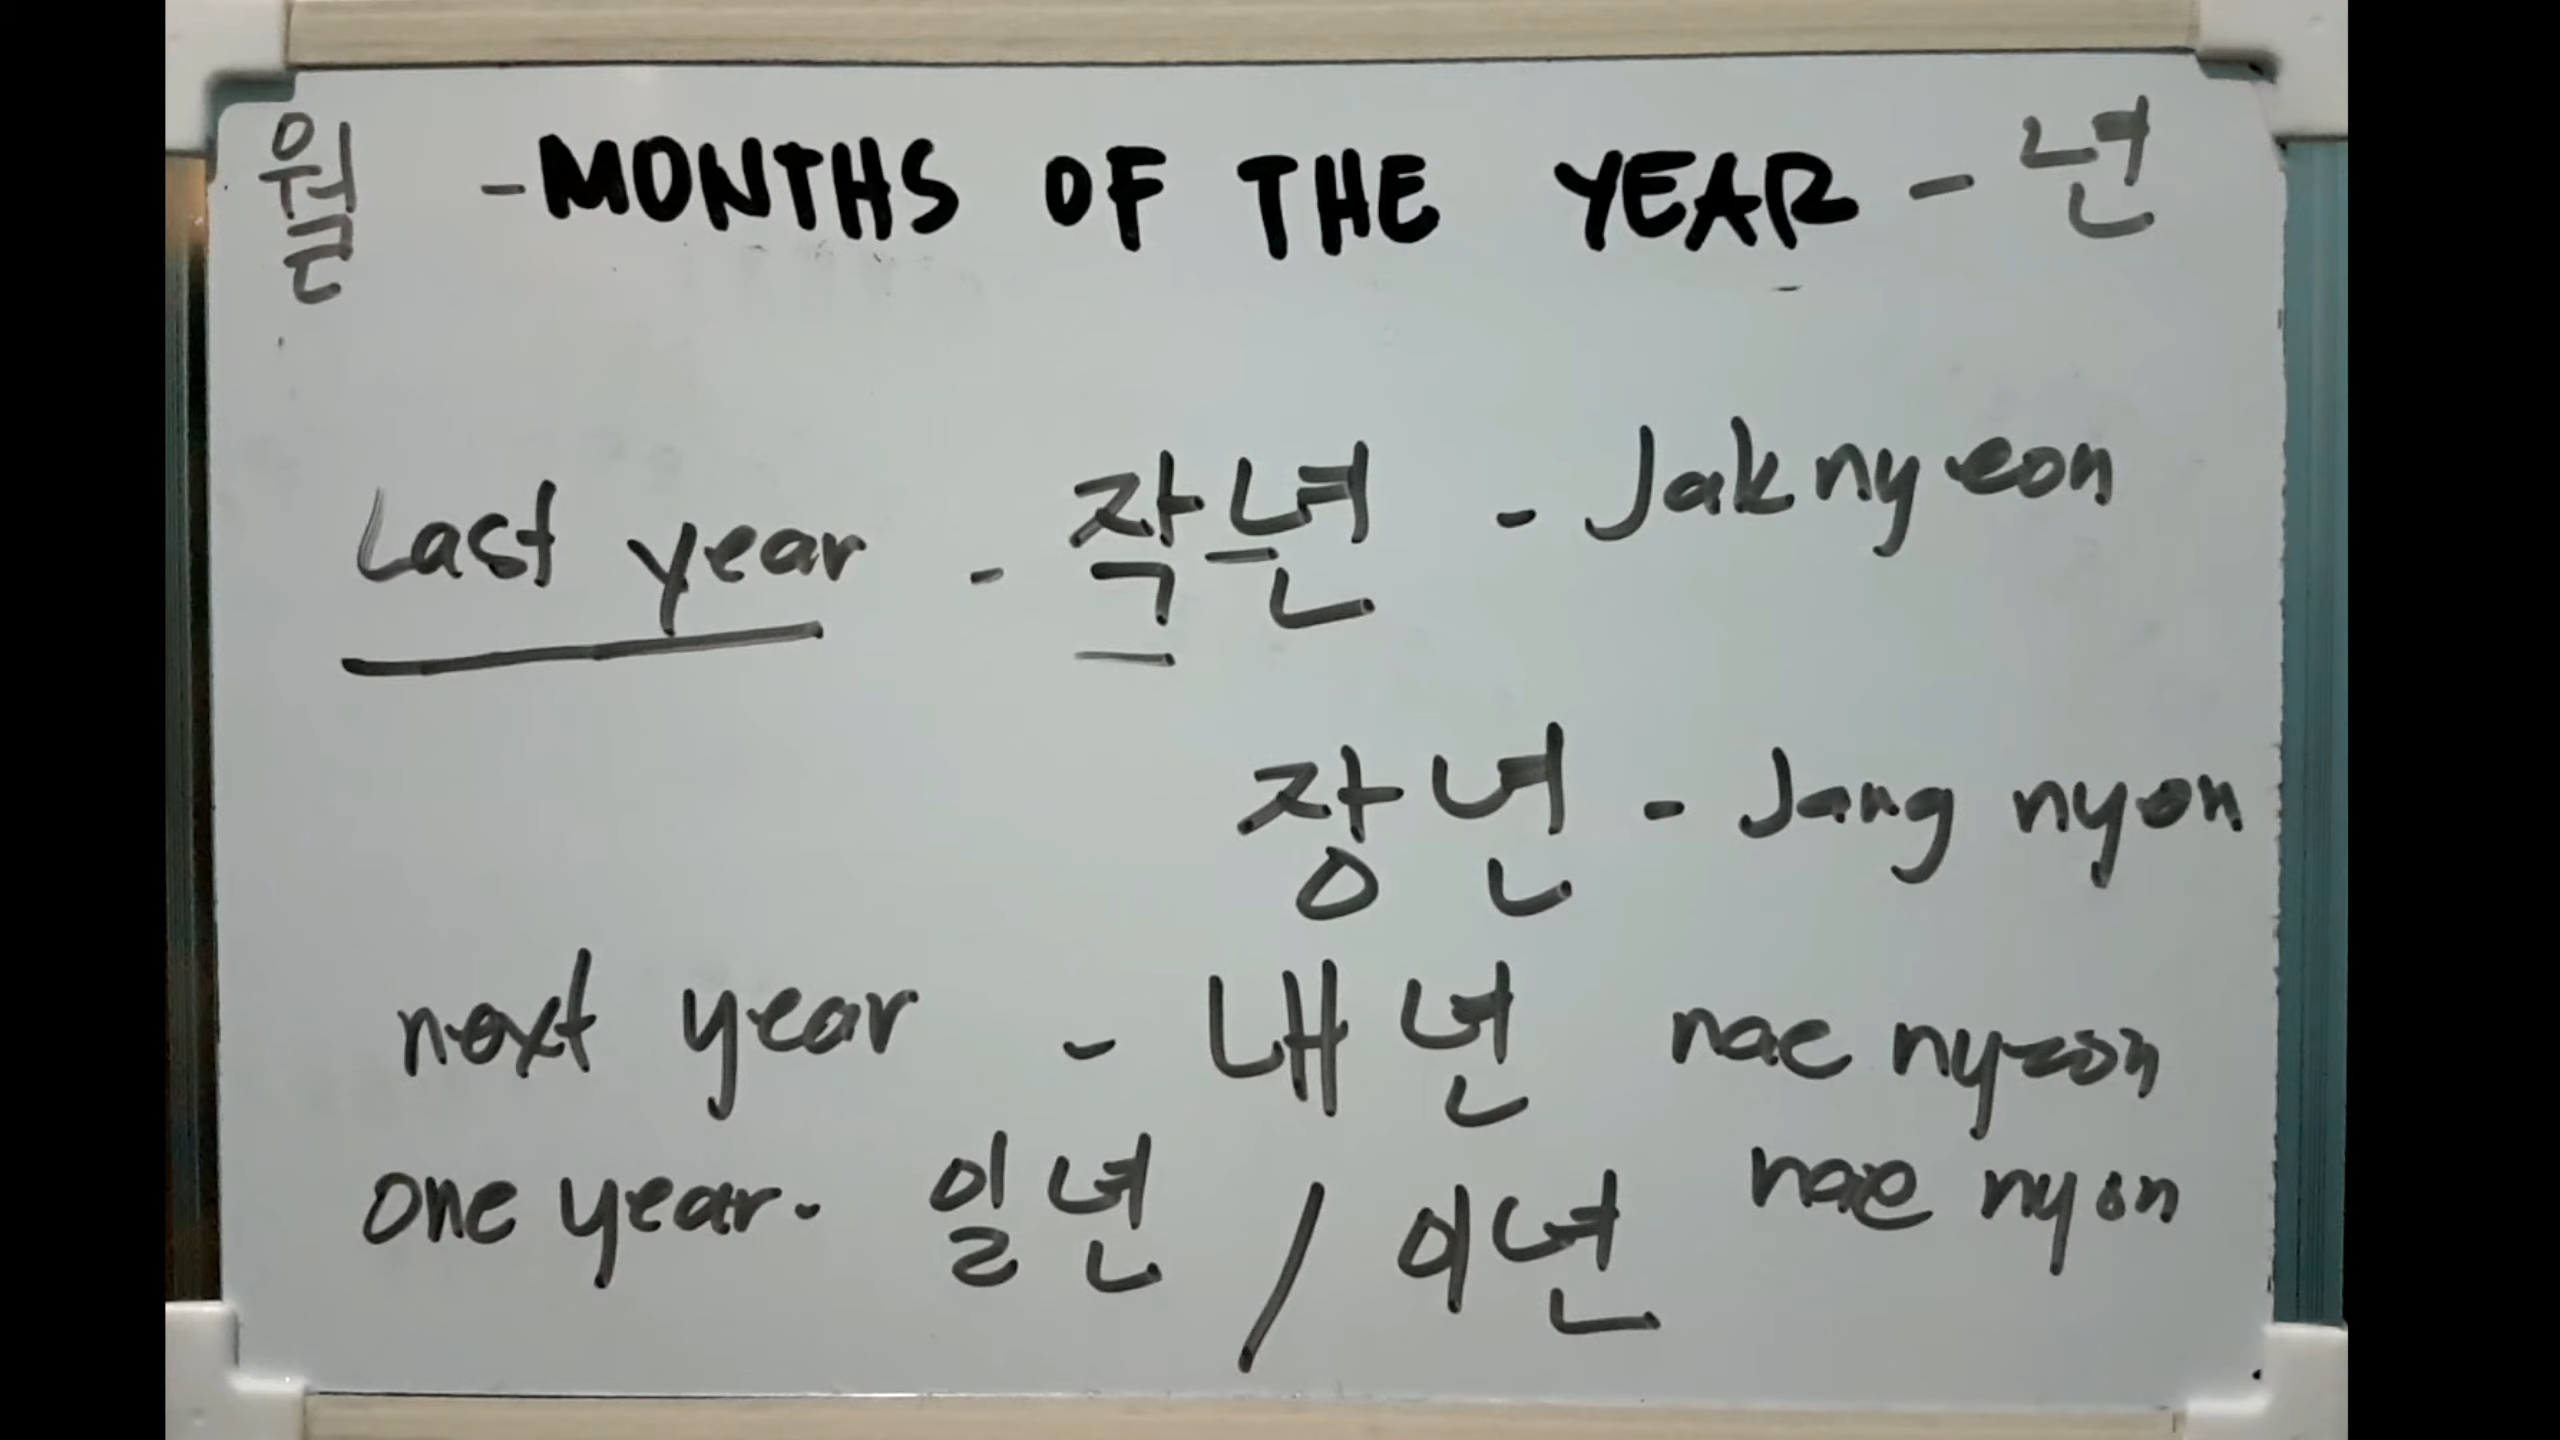 월 - MONTHS OF THE YEAR - 년
Last year - 작년 - Jaknyeon
장년 - Jang nyon
next year - 내년 nae nyeon
nae nyon
one year - 일년 / 이년